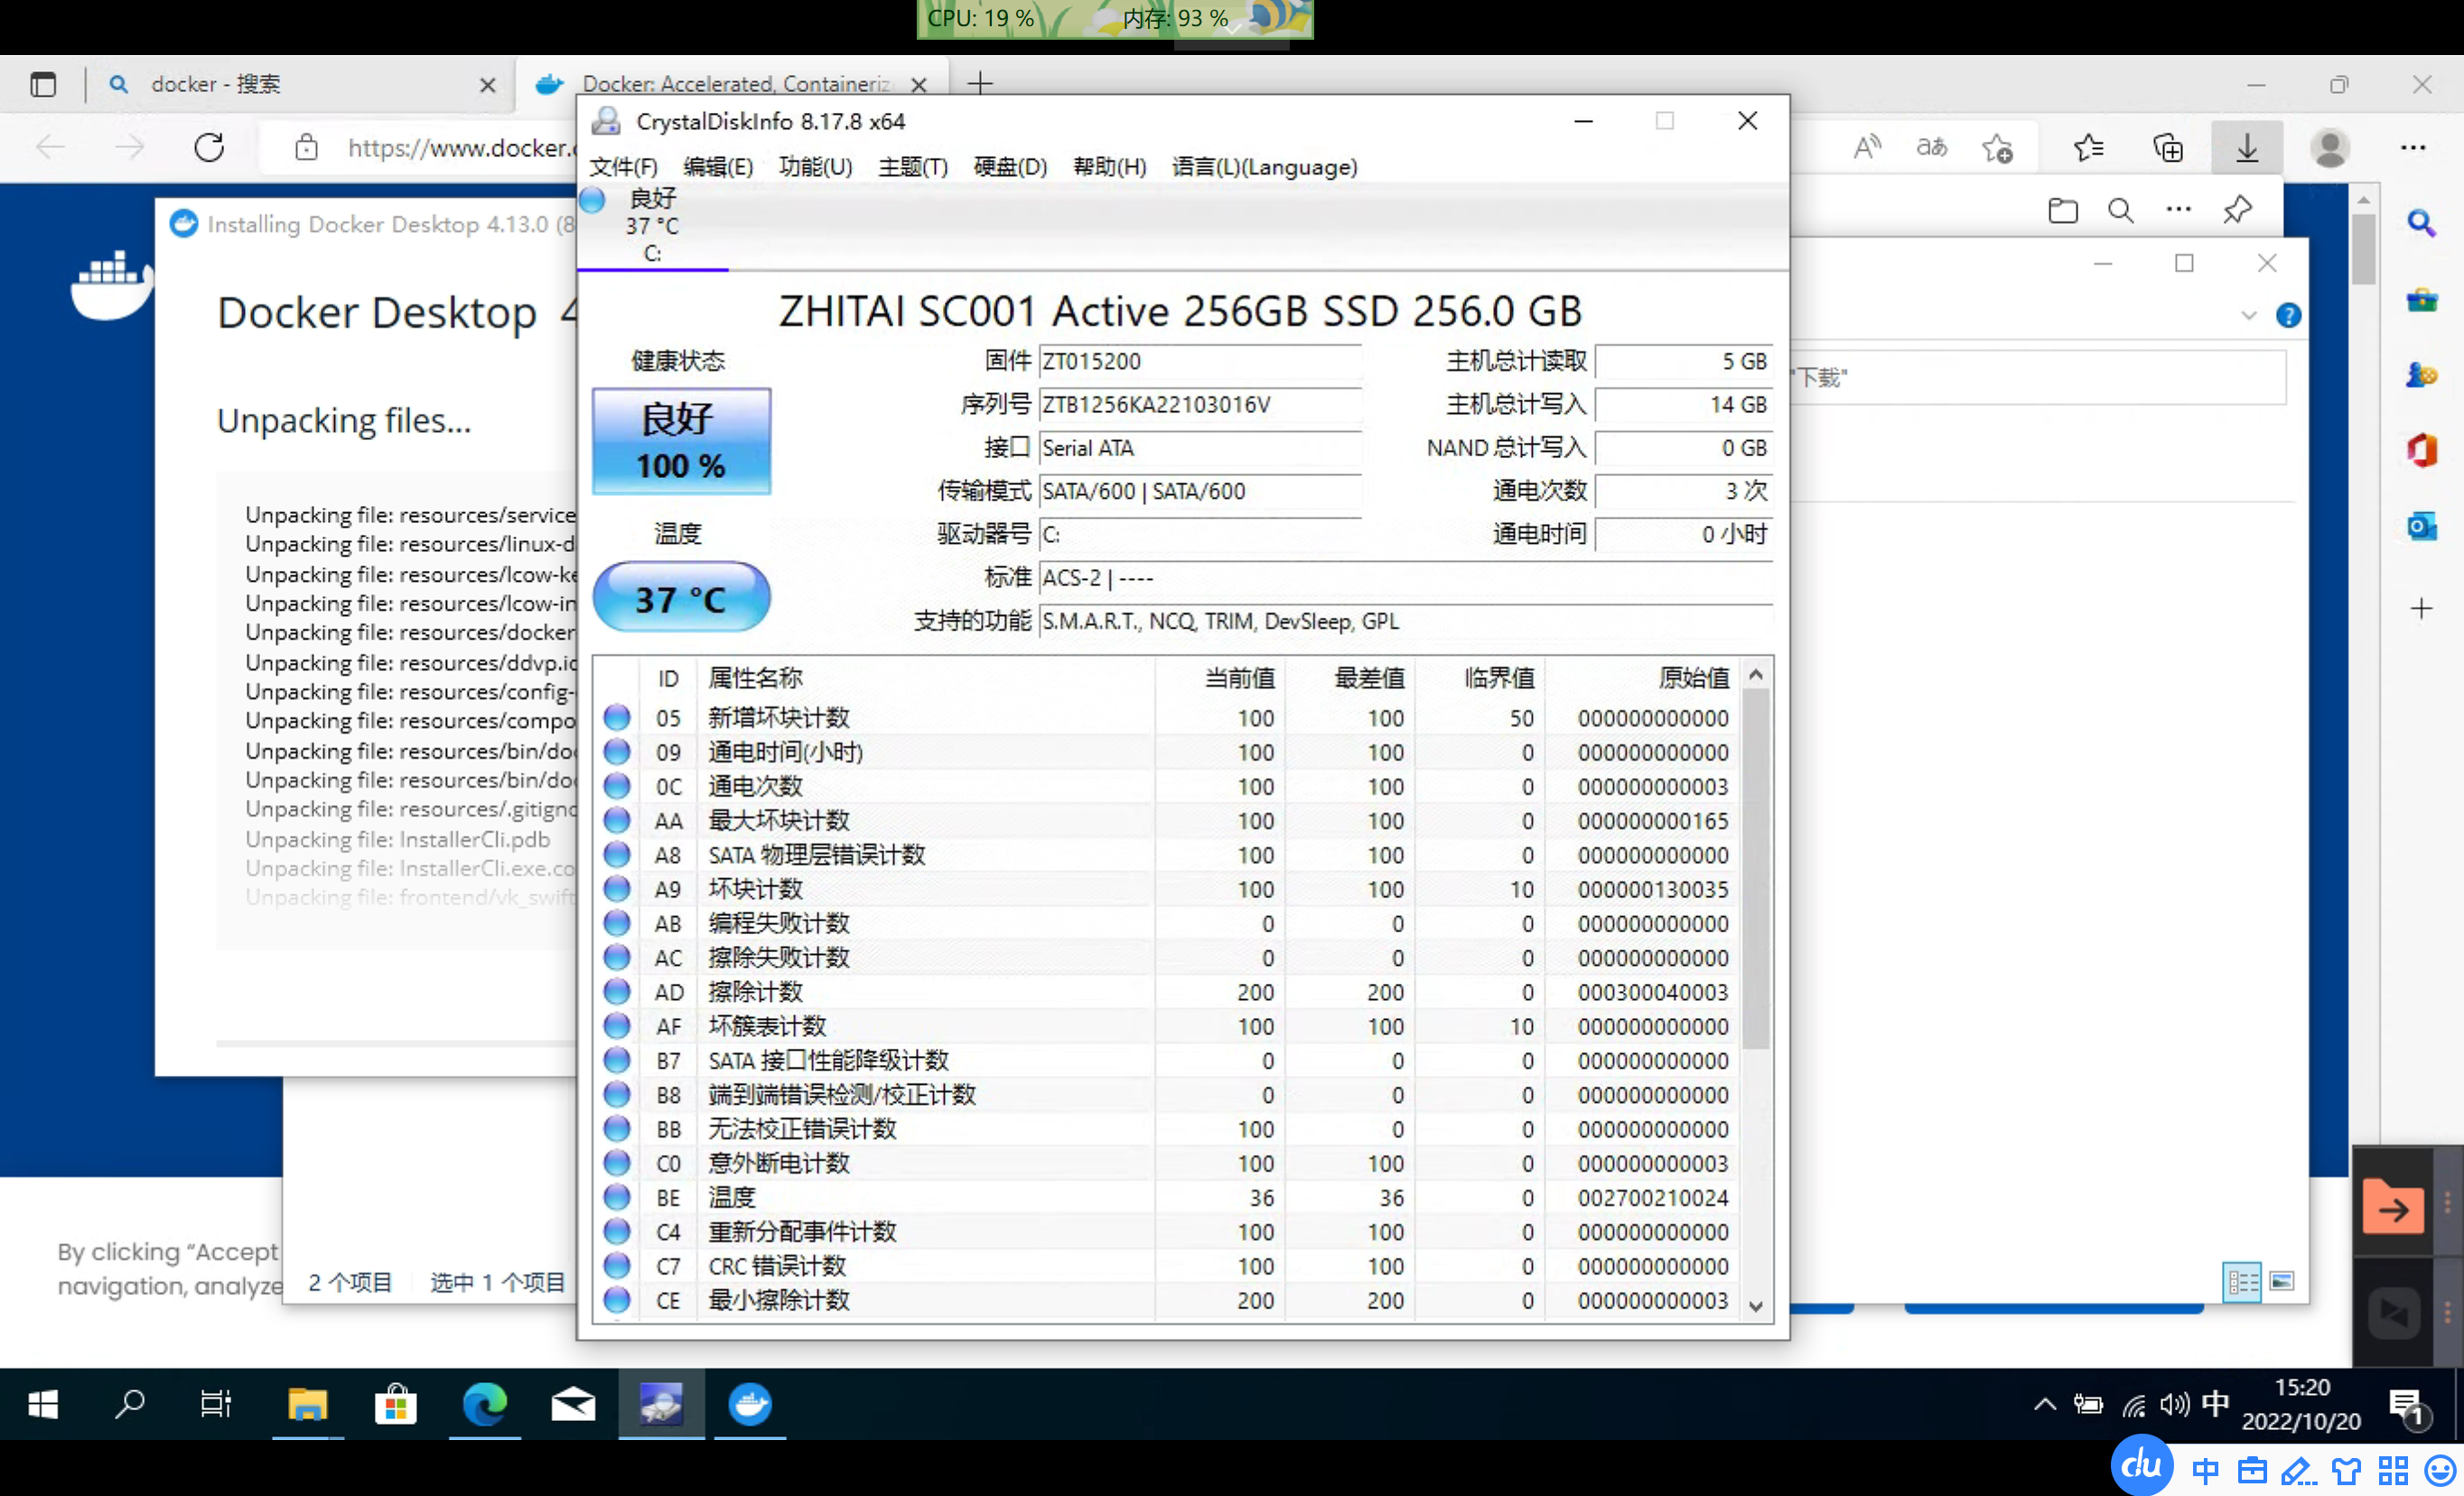 CPU: 19 %
内存: 93 %
docker - 搜索
Docker: Accelerated, Containeriz
https://www.docker.c
aあ
Installing Docker Desktop 4.13.0 (8
Docker Desktop 4
Unpacking files...
Unpacking file: resources/service
Unpacking file: resources/linux-d
Unpacking file: resources/lcow-ke
Unpacking file: resources/lcow-in
Unpacking file: resources/docker
Unpacking file: resources/ddvp.ic
Unpacking file: resources/config-
Unpacking file: resources/compo
Unpacking file: resources/bin/do
Unpacking file: resources/bin/do
Unpacking file: resources/.gitigno
Unpacking file: InstallerCli.pdb
Unpacking file: InstallerCli.exe.co
Unpacking file: frontend/vk_swift
By clicking “Accept
navigation, analyze
2 个项目 选中 1 个项目
"下载"
CrystalDiskInfo 8.17.8 x64
文件(F) 编辑(E) 功能(U) 主题(T) 硬盘(D) 帮助(H) 语言(L)(Language)
良好
37 °C
C:
ZHITAI SC001 Active 256GB SSD 256.0 GB
健康状态
良好
100 %
温度
37 °C
固件 ZT015200
序列号 ZTB1256KA22103016V
接口 Serial ATA
传输模式 SATA/600 | SATA/600
驱动器号 C:
标准 ACS-2 | ----
支持的功能 S.M.A.R.T., NCQ, TRIM, DevSleep, GPL
主机总计读取 5 GB
主机总计写入 14 GB
NAND 总计写入 0 GB
通电次数 3 次
通电时间 0 小时
ID 属性名称 当前值 最差值 临界值 原始值
05 新增坏块计数 100 100 50 000000000000
09 通电时间(小时) 100 100 0 000000000000
0C 通电次数 100 100 0 000000000003
AA 最大坏块计数 100 100 0 000000000165
A8 SATA 物理层错误计数 100 100 0 000000000000
A9 坏块计数 100 100 10 000000130035
AB 编程失败计数 0 0 0 000000000000
AC 擦除失败计数 0 0 0 000000000000
AD 擦除计数 200 200 0 000300040003
AF 坏簇表计数 100 100 10 000000000000
B7 SATA 接口性能降级计数 0 0 0 000000000000
B8 端到端错误检测/校正计数 0 0 0 000000000000
BB 无法校正错误计数 100 0 0 000000000000
C0 意外断电计数 100 100 0 000000000003
BE 温度 36 36 0 002700210024
C4 重新分配事件计数 100 100 0 000000000000
C7 CRC 错误计数 100 100 0 000000000000
CE 最小擦除计数 200 200 0 000000000003
中
15:20
2022/10/20
1
du 中